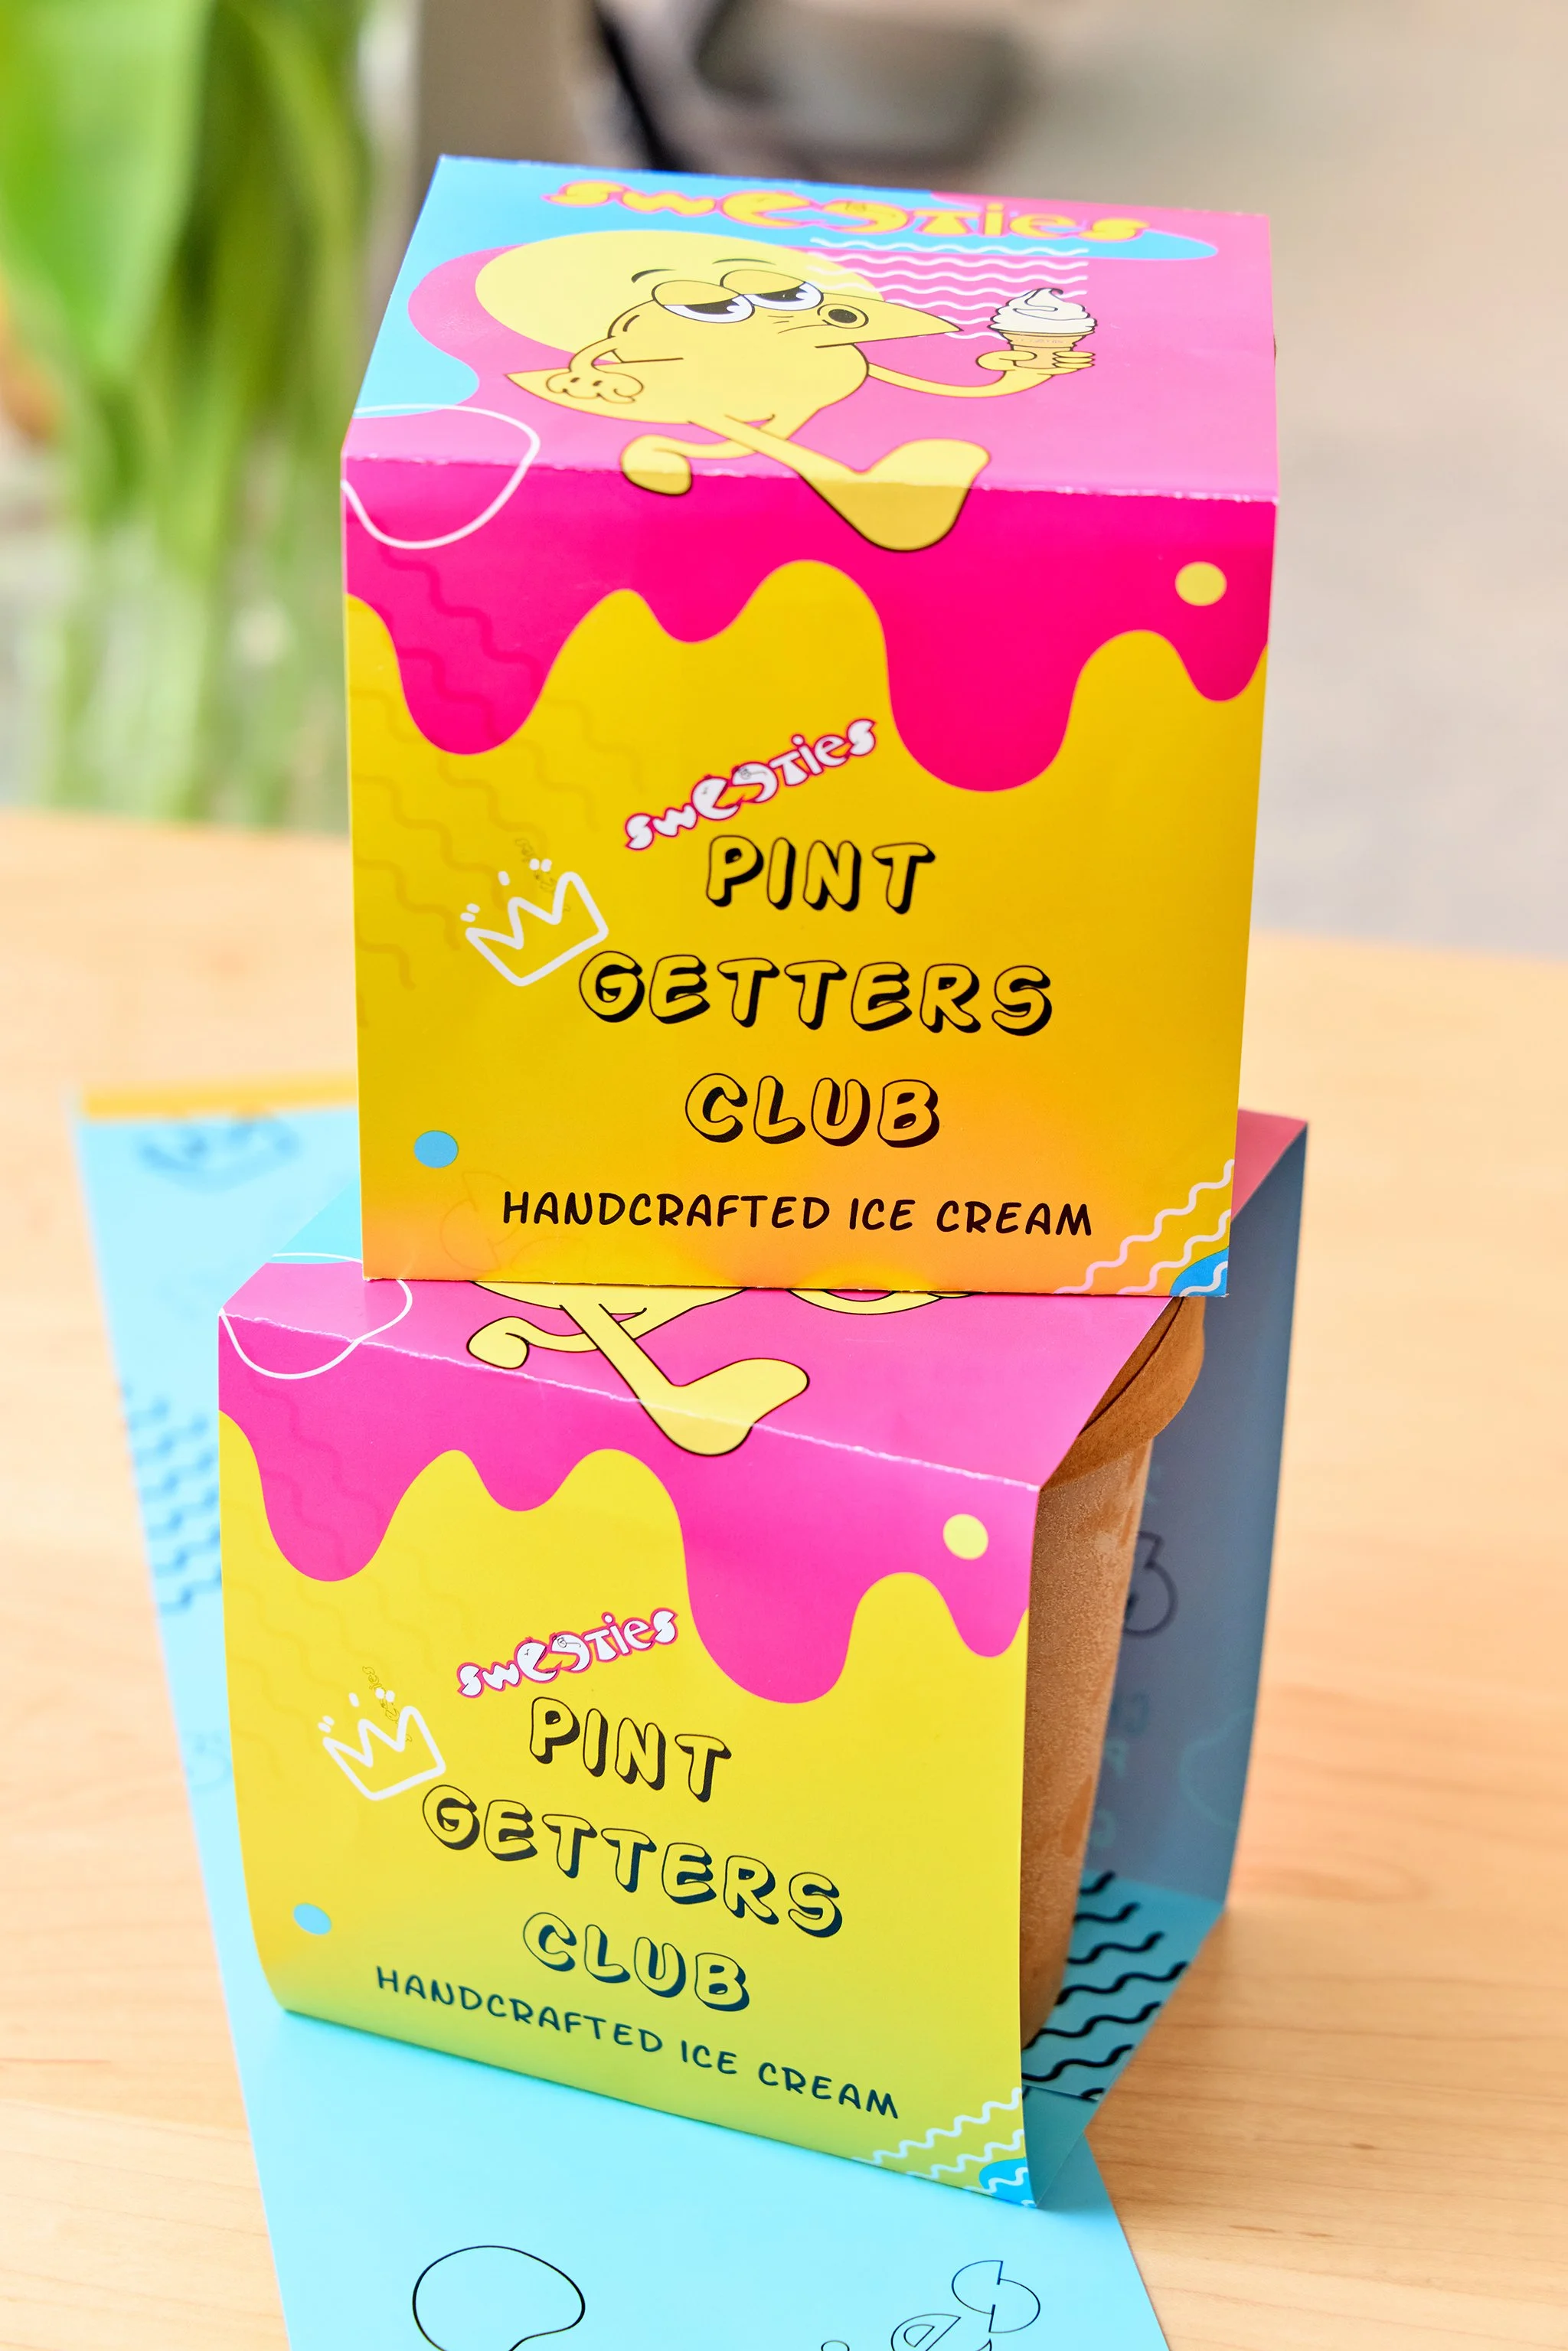 sweeties
sweeties
PINT
GETTERS
CLUB
HANDCRAFTED ICE CREAM
sweeties
PINT
GETTERS
CLUB
HANDCRAFTED ICE CREAM